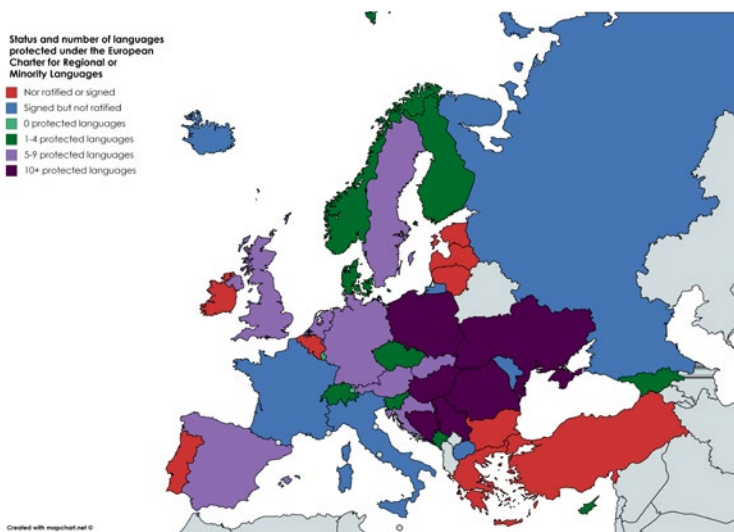 Status and number of languages
protected under the European
Charter for Regional or
Minority Languages
Nor ratified or signed
Signed but not ratified
0 protected languages
1-4 protected languages
5-9 protected languages
10+ protected languages
Created with mapchart.net ©